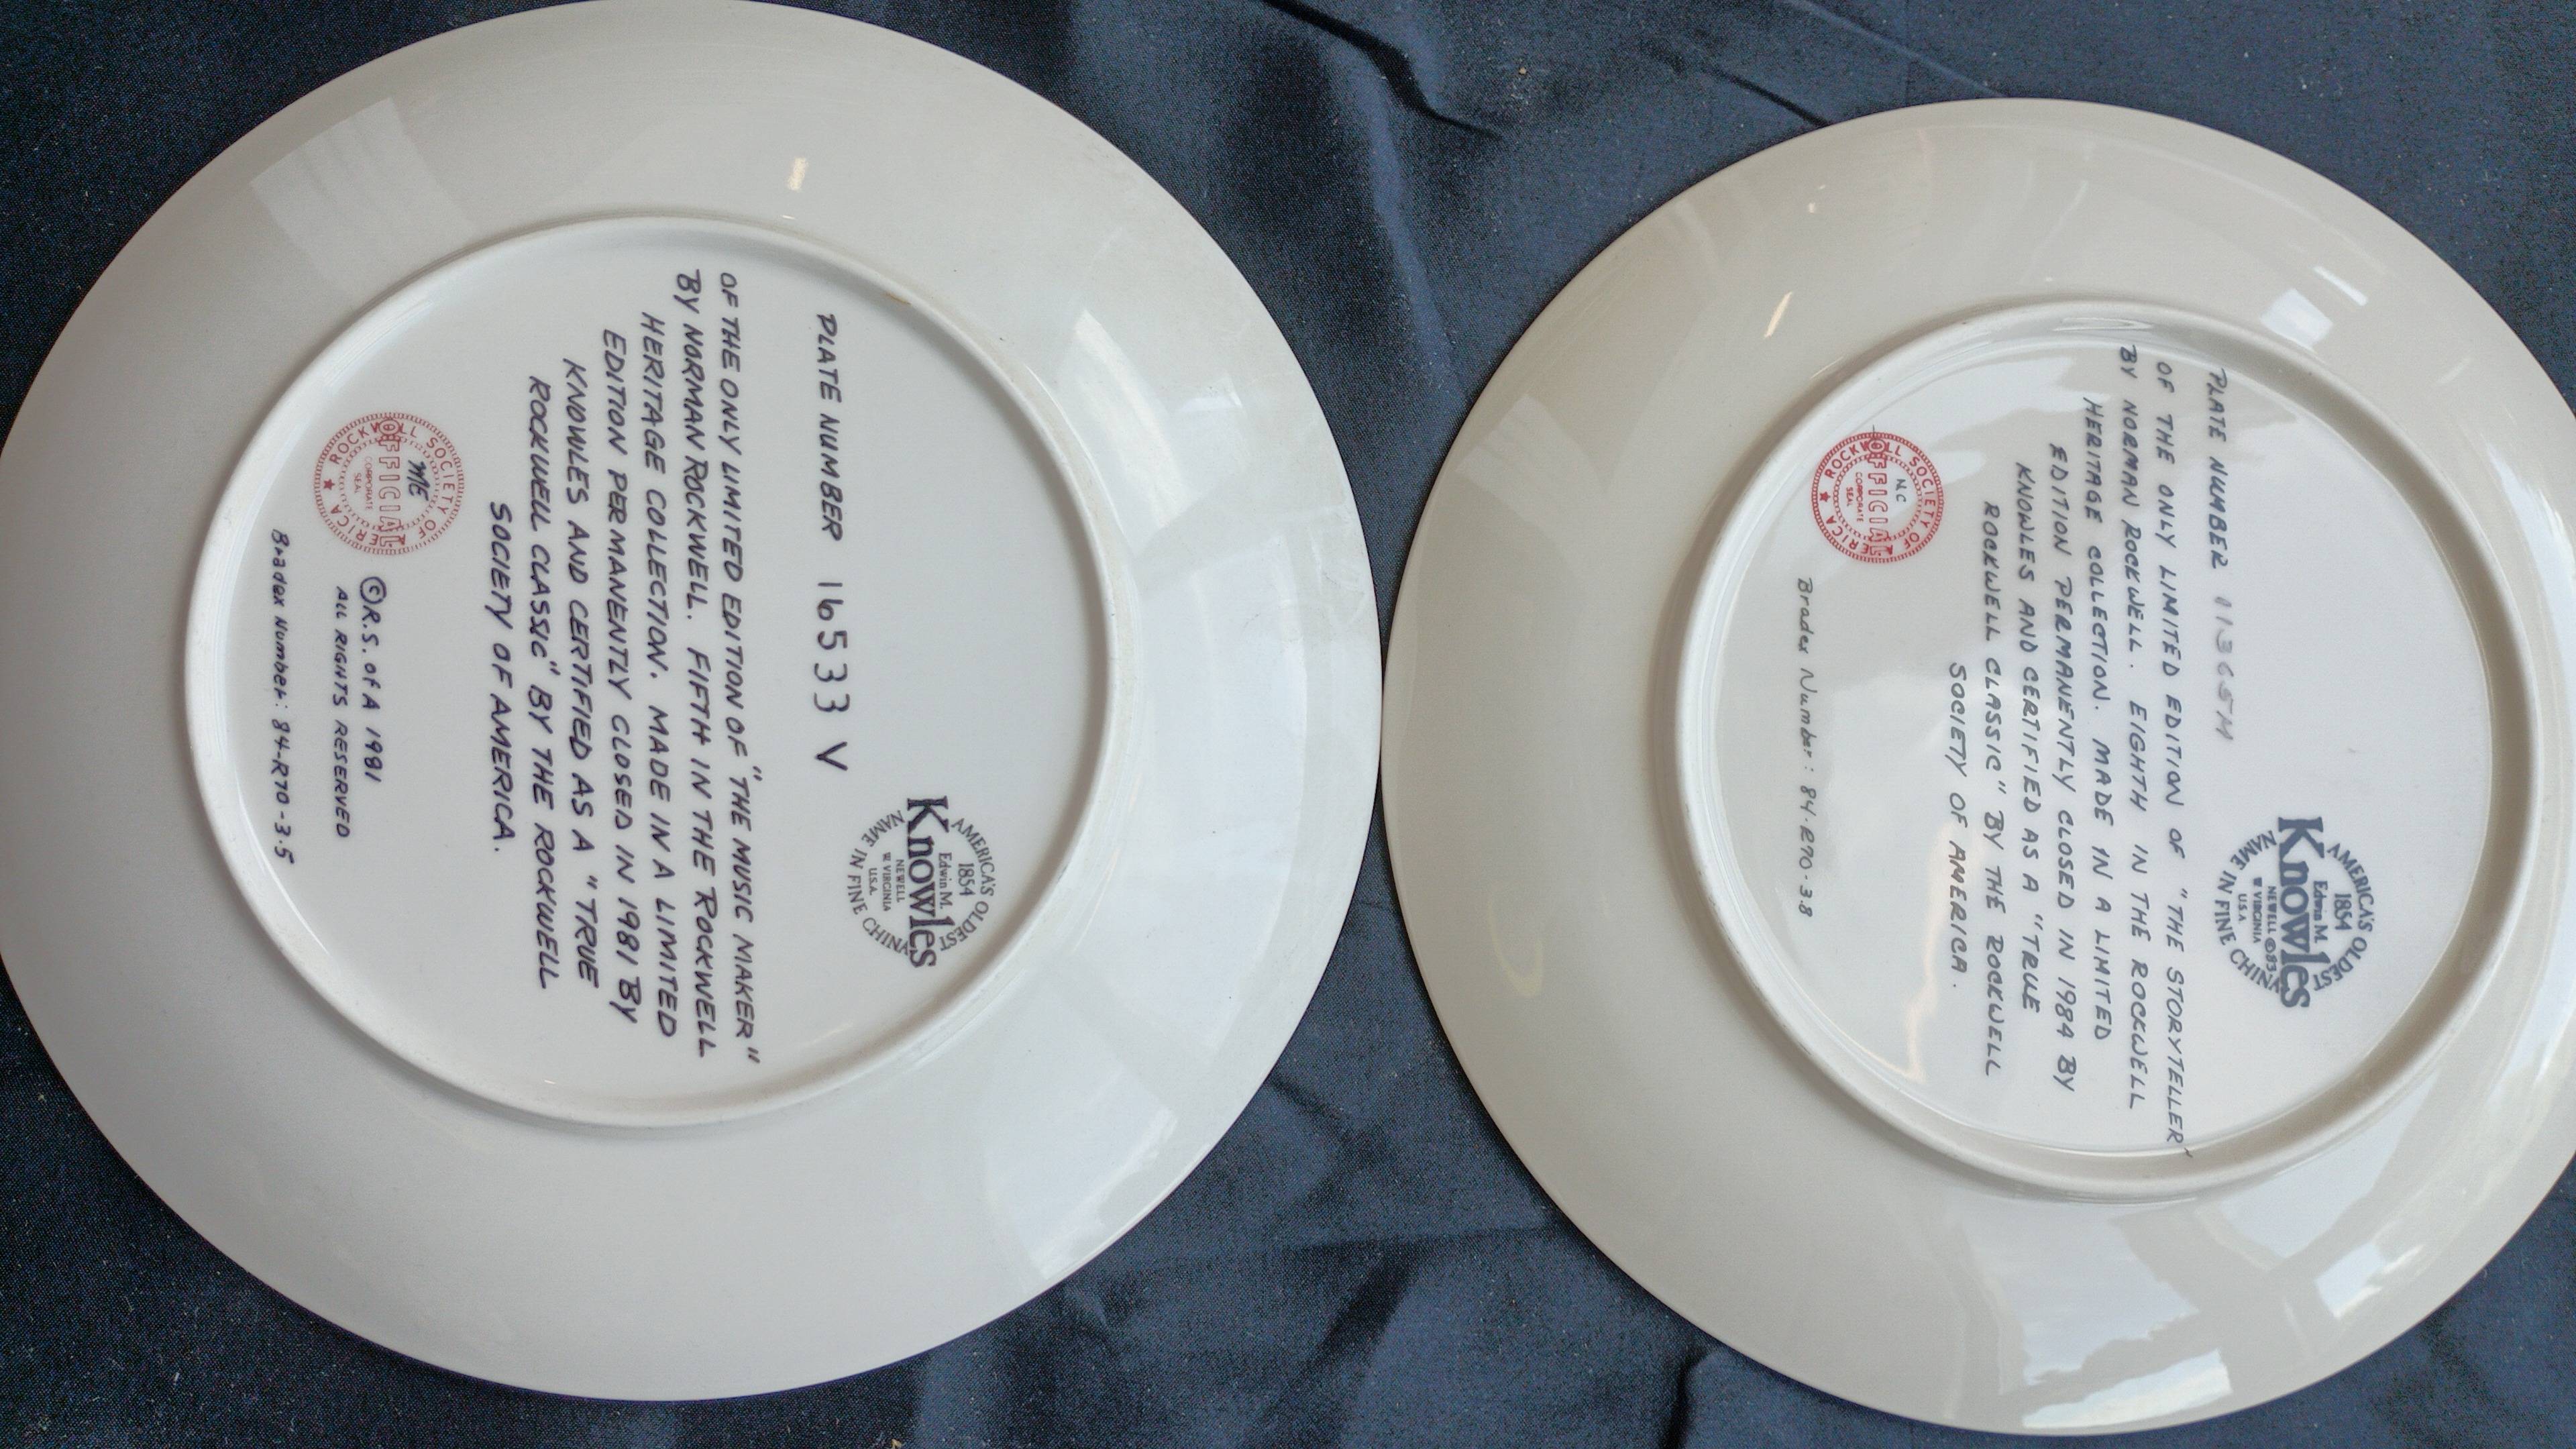 AMERICA'S OLDEST
1854
Edwin M.
Knowles
NEWELL
W VIRGINIA
U.S.A.
NAME IN FINE CHINA
PLATE NUMBER 16533 V
OF THE ONLY LIMITED EDITION OF "THE MUSIC MAKER"
BY NORMAN ROCKWELL. FIFTH IN THE ROCKWELL
HERITAGE COLLECTION. MADE IN A LIMITED
EDITION PERMANENTLY CLOSED IN 1981 BY
KNOWLES AND CERTIFIED AS A "TRUE
ROCKWELL CLASSIC" BY THE ROCKWELL
SOCIETY OF AMERICA.
ROCKWELL SOCIETY OF AMERICA
ME
OFFICIAL
CORPORATE
SEAL
© R.S. of A 1981
ALL RIGHTS RESERVED
Bradex Number: 84-R70-3.5
AMERICA'S OLDEST
1854
Edwin M.
Knowles
NEWELL ©83
W VIRGINIA
U.S.A
NAME IN FINE CHINA
PLATE NUMBER 11365M
OF THE ONLY LIMITED EDITION OF "THE STORYTELLER"
BY NORMAN ROCKWELL. EIGHTH IN THE ROCKWELL
HERITAGE COLLECTION. MADE IN A LIMITED
EDITION PERMANENTLY CLOSED IN 1984 BY
KNOWLES AND CERTIFIED AS A "TRUE
ROCKWELL CLASSIC" BY THE ROCKWELL
SOCIETY OF AMERICA.
ROCKWELL SOCIETY OF AMERICA
N.C
OFFICIAL
CORPORATE
SEAL
Bradex Number: 84-R70-3.8